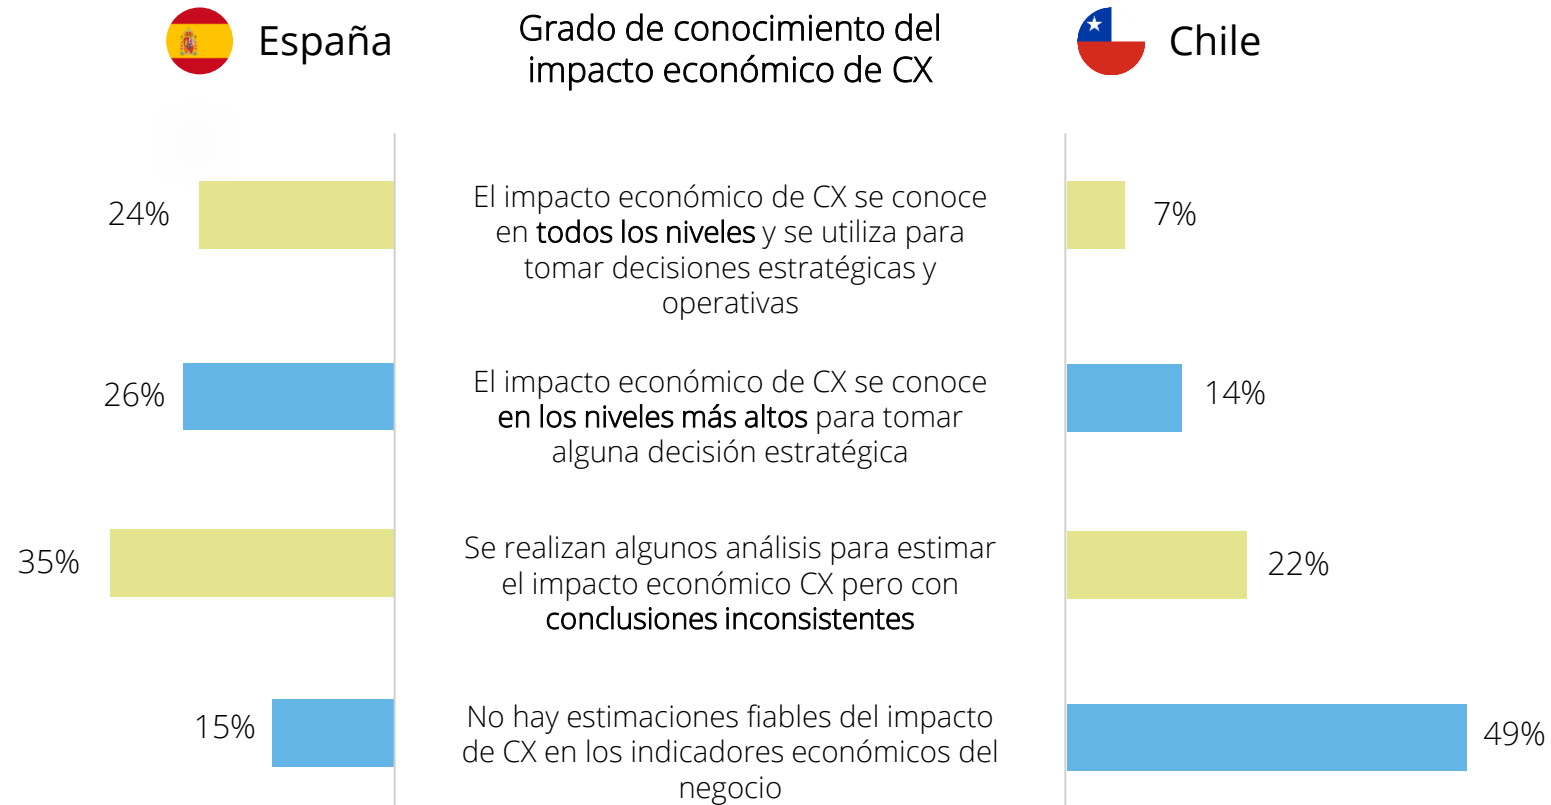 España
Grado de conocimiento del
impacto económico de CX
Chile
24%
El impacto económico de CX se conoce
en todos los niveles y se utiliza para
tomar decisiones estratégicas y
operativas
7%
26%
El impacto económico de CX se conoce
en los niveles más altos para tomar
alguna decisión estratégica
14%
35%
Se realizan algunos análisis para estimar
el impacto económico CX pero con
conclusiones inconsistentes
22%
15%
No hay estimaciones fiables del impacto
de CX en los indicadores económicos del
negocio
49%